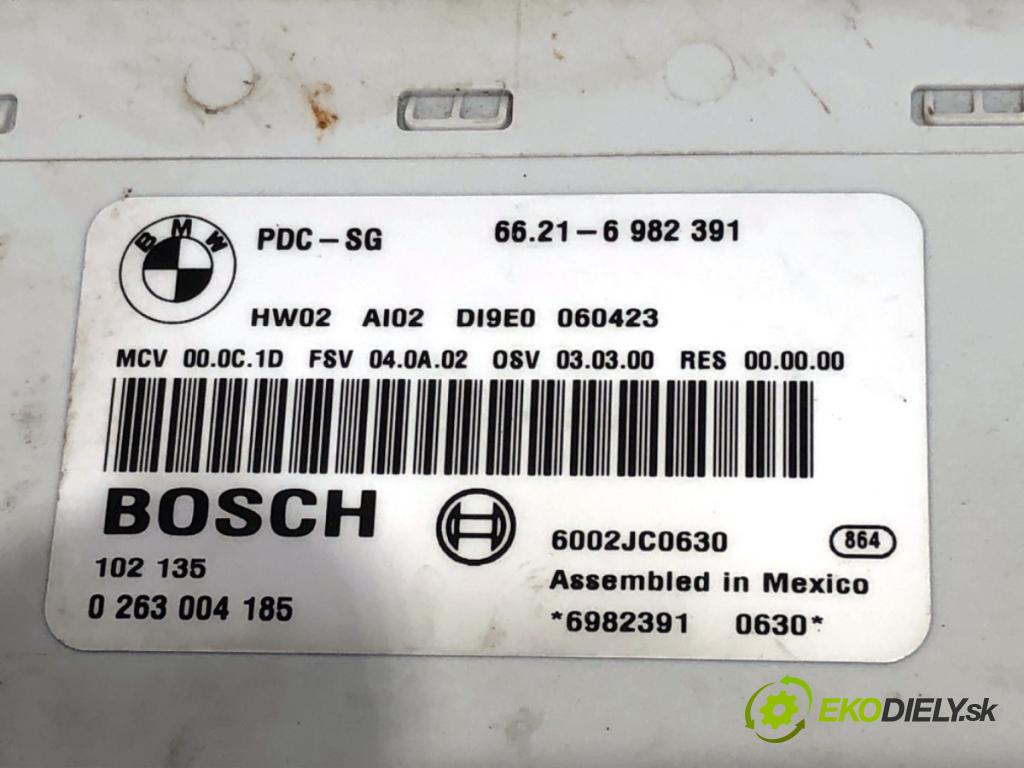 BMW
PDC-SG 66.21-6 982 391
HW02 AI02 DI9E0 060423
MCV 00.0C.1D FSV 04.0A.02 OSV 03.03.00 RES 00.00.00
BOSCH
6002JC0630 864
102 135 Assembled in Mexico
0 263 004 185 *6982391 0630*
EKODIELY.sk